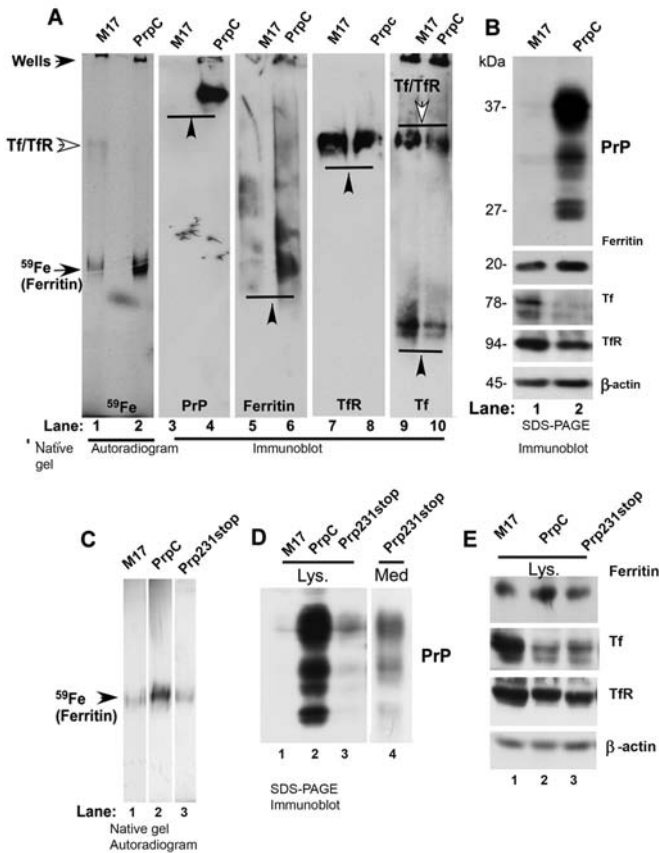 A
M17 PrpC M17 PrpC M17 PrpC M17 PrpC M17 PrpC
Wells
Tf/TfR
Tf/TfR
59Fe
(Ferritin)
59Fe PrP Ferritin TfR Tf
Lane: 1 2 3 4 5 6 7 8 9 10
Native gel Autoradiogram Immunoblot
B
M17 PrpC
kDa
37-
PrP
27-
Ferritin
20-
78- Tf
94- TfR
45- β-actin
Lane: 1 2
SDS-PAGE
Immunoblot
C
M17 PrpC Prp231stop
59Fe
(Ferritin)
Lane: 1 2 3
Native gel
Autoradiogram
D
M17 PrpC Prp231stop Prp231stop
Lys. Med
PrP
1 2 3 4
SDS-PAGE
Immunoblot
E
M17 PrpC Prp231stop
Lys. Ferritin
Tf
TfR
β-actin
1 2 3